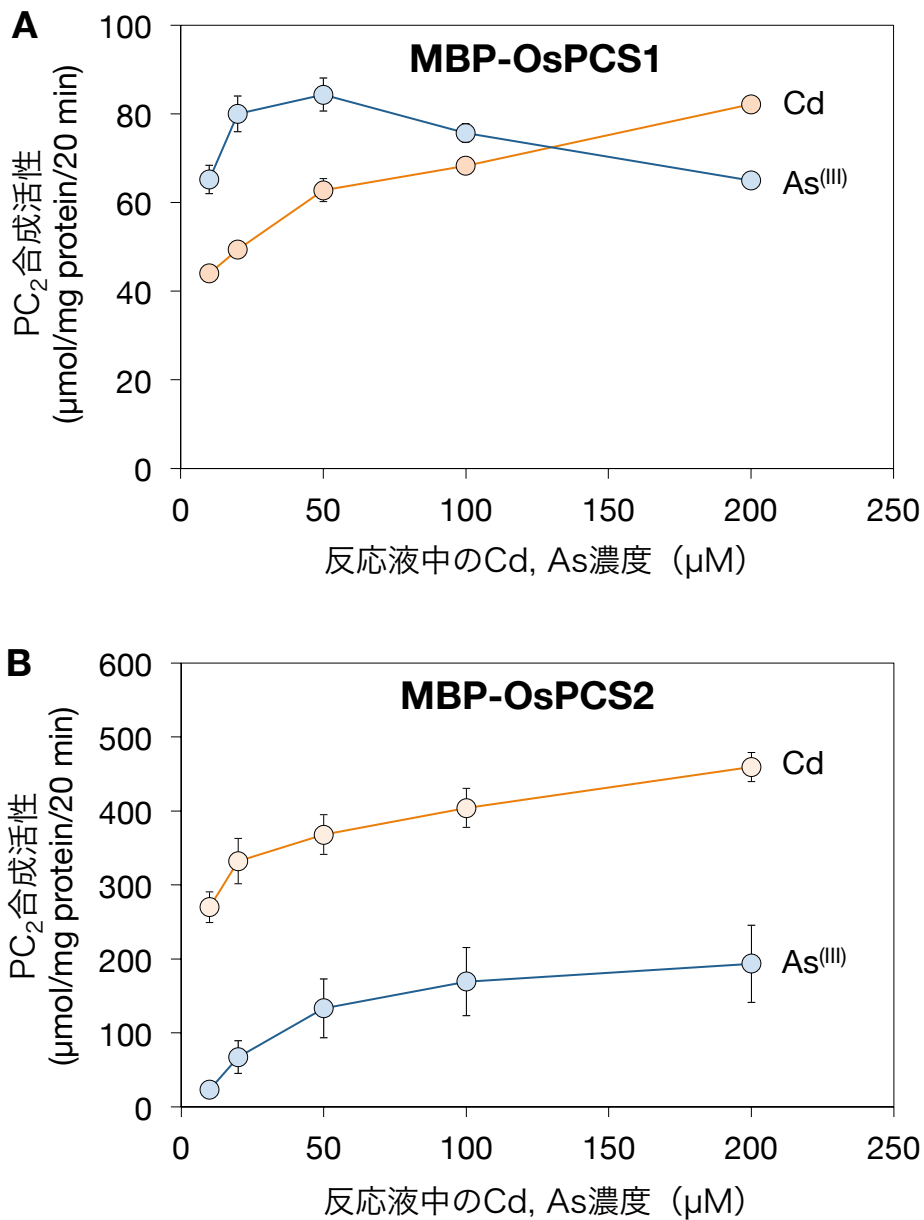 A
MBP-OsPCS1
PC₂合成活性
(µmol/mg protein/20 min)
100
80
60
40
20
0
Cd
As(III)
0 50 100 150 200 250
反応液中のCd, As濃度（µM）
B
MBP-OsPCS2
PC₂合成活性
(µmol/mg protein/20 min)
600
500
400
300
200
100
0
Cd
As(III)
0 50 100 150 200 250
反応液中のCd, As濃度（µM）